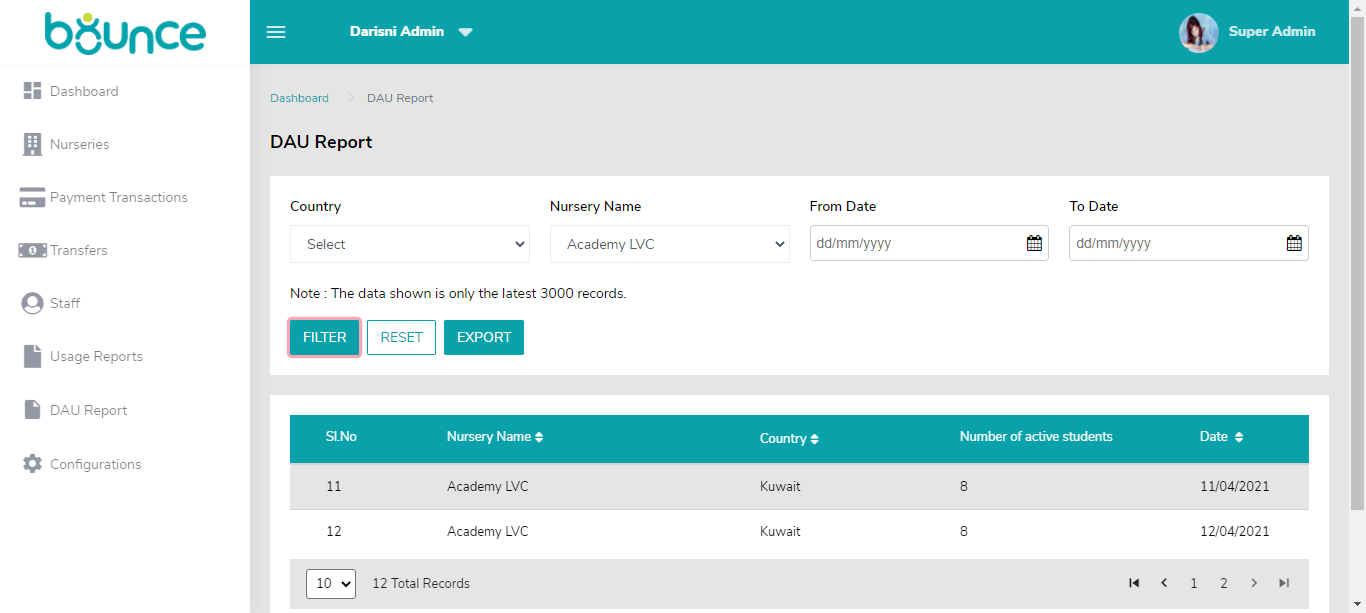 bounce
Darisni Admin
Super Admin
Dashboard
Nurseries
Payment Transactions
Transfers
Staff
Usage Reports
DAU Report
Configurations
Dashboard DAU Report
DAU Report
Country Nursery Name From Date To Date
Select Academy LVC dd/mm/yyyy dd/mm/yyyy
Note : The data shown is only the latest 3000 records.
FILTER RESET EXPORT
Sl.No Nursery Name Country Number of active students Date
11 Academy LVC Kuwait 8 11/04/2021
12 Academy LVC Kuwait 8 12/04/2021
10 12 Total Records 1 2